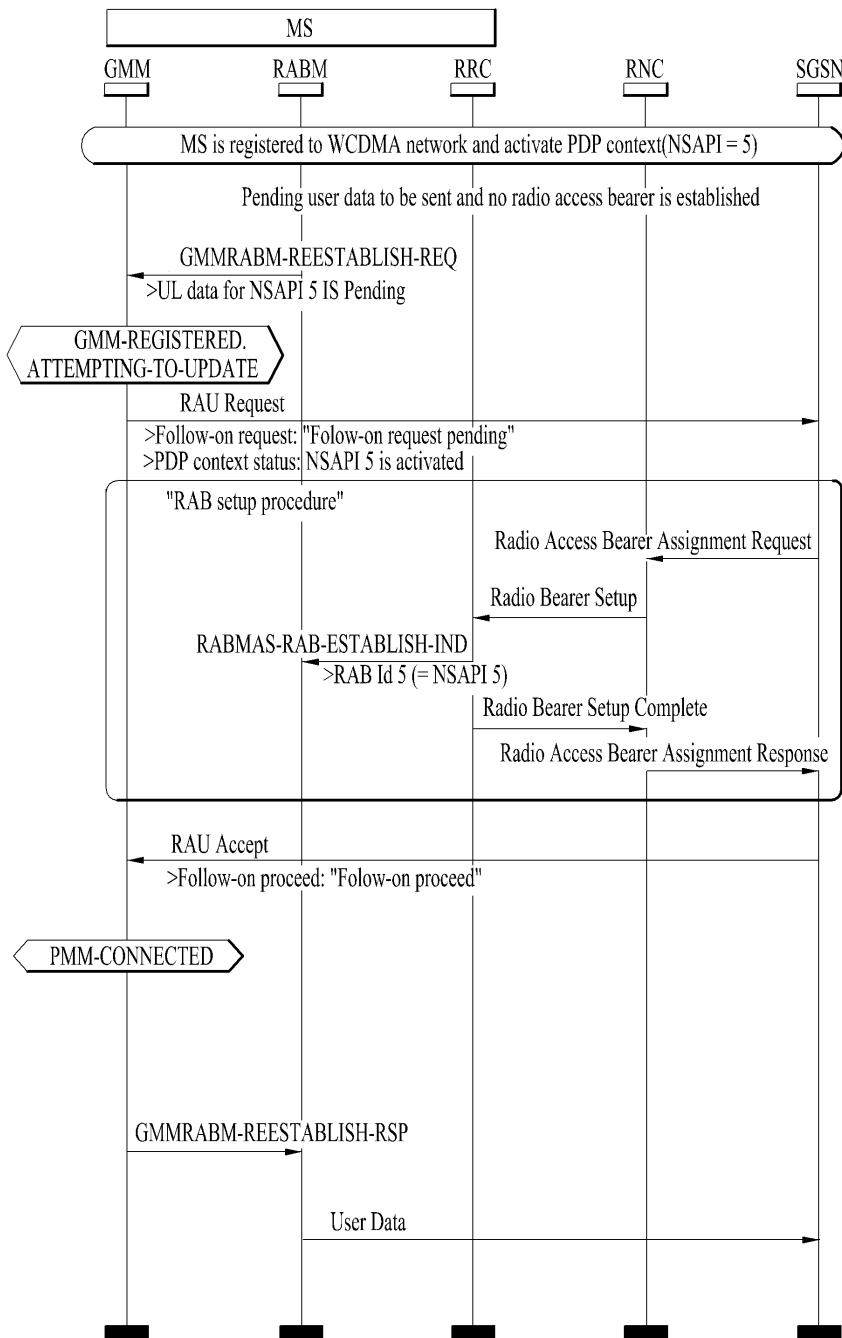 MS
GMM RABM RRC RNC SGSN
MS is registered to WCDMA network and activate PDP context(NSAPI = 5)
Pending user data to be sent and no radio access bearer is established
GMMRABM-REESTABLISH-REQ
>UL data for NSAPI 5 IS Pending
GMM-REGISTERED.
ATTEMPTING-TO-UPDATE
RAU Request
>Follow-on request: "Folow-on request pending"
>PDP context status: NSAPI 5 is activated
"RAB setup procedure"
Radio Access Bearer Assignment Request
Radio Bearer Setup
RABMAS-RAB-ESTABLISH-IND
>RAB Id 5 (= NSAPI 5)
Radio Bearer Setup Complete
Radio Access Bearer Assignment Response
RAU Accept
>Follow-on proceed: "Folow-on proceed"
PMM-CONNECTED
GMMRABM-REESTABLISH-RSP
User Data